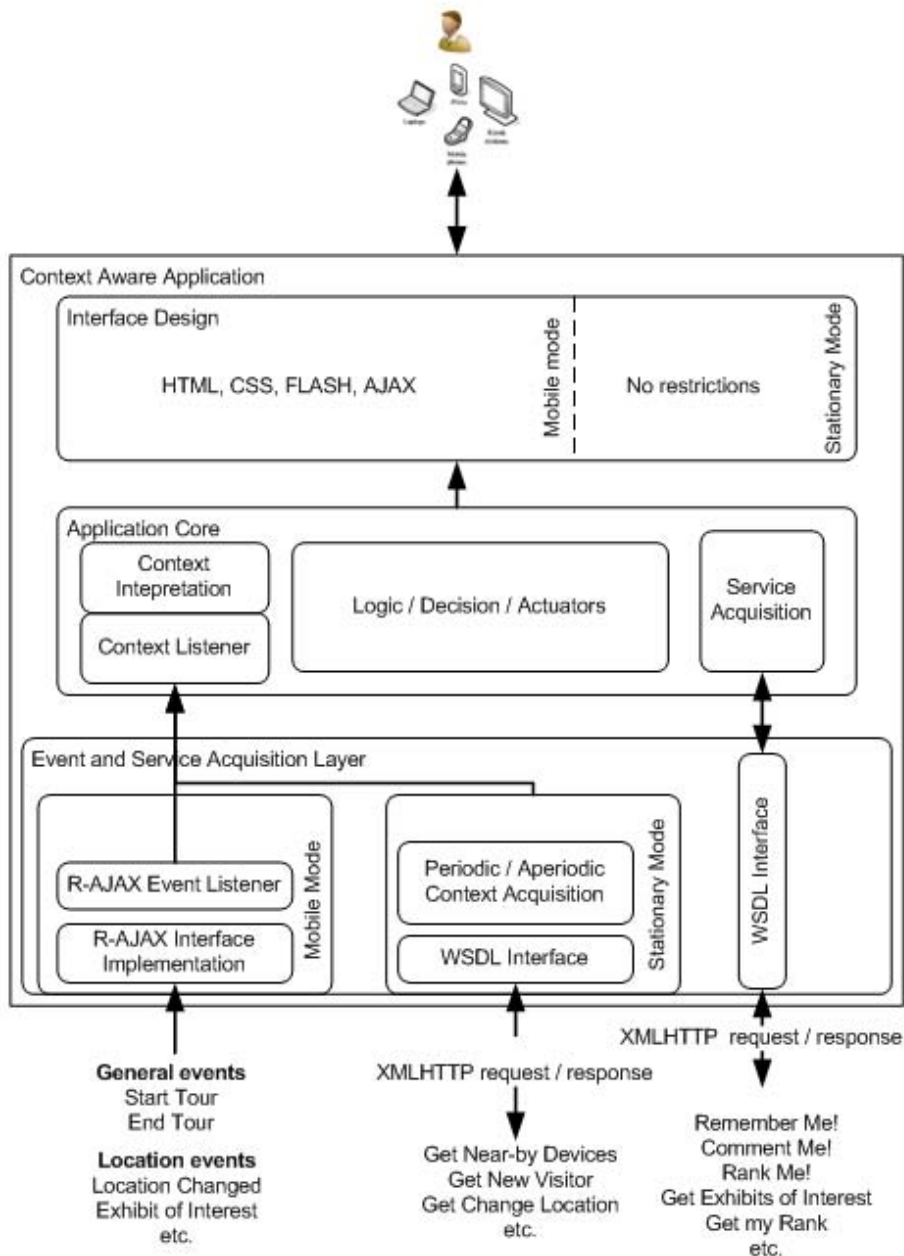 Laptops
Mobile
phones
Context Aware Application
Interface Design
HTML, CSS, FLASH, AJAX
Mobile mode
No restrictions
Stationary Mode
Application Core
Context
Intepretation
Context Listener
Logic / Decision / Actuators
Service
Acquisition
Event and Service Acquisition Layer
R-AJAX Event Listener
R-AJAX Interface
Implementation
Mobile Mode
Periodic / Aperiodic
Context Acquisition
WSDL Interface
Stationary Mode
WSDL Interface
General events
Start Tour
End Tour
Location events
Location Changed
Exhibit of Interest
etc.
XMLHTTP request / response
Get Near-by Devices
Get New Visitor
Get Change Location
etc.
XMLHTTP request / response
Remember Me!
Comment Me!
Rank Me!
Get Exhibits of Interest
Get my Rank
etc.